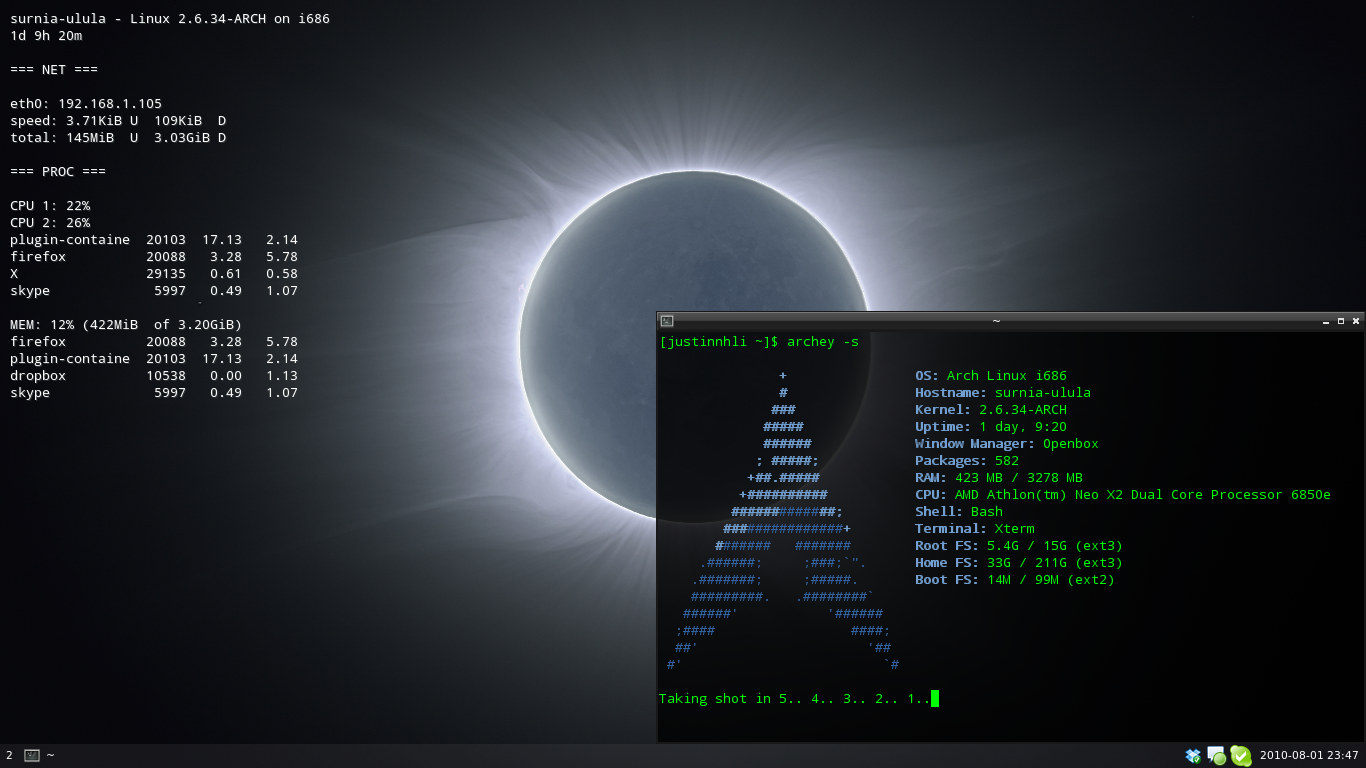 surnia-ulula - Linux 2.6.34-ARCH on i686
1d 9h 20m
=== NET ===
eth0: 192.168.1.105
speed: 3.71KiB U  109KiB  D
total: 145MiB  U  3.03GiB D
=== PROC ===
CPU 1: 22%
CPU 2: 26%
plugin-containe  20103  17.13   2.14
firefox          20088   3.28   5.78
X                29135   0.61   0.58
skype             5997   0.49   1.07
MEM: 12% (422MiB  of 3.20GiB)
firefox          20088   3.28   5.78
plugin-containe  20103  17.13   2.14
dropbox          10538   0.00   1.13
skype             5997   0.49   1.07
~
[justinnhli ~]$ archey -s
               +                OS: Arch Linux i686
               #                Hostname: surnia-ulula
              ###               Kernel: 2.6.34-ARCH
             #####              Uptime: 1 day, 9:20
             ######             Window Manager: Openbox
            ; #####;            Packages: 582
           +##.#####            RAM: 423 MB / 3278 MB
          +##########           CPU: AMD Athlon(tm) Neo X2 Dual Core Processor 6850e
         #############;         Shell: Bash
        ###############+        Terminal: Xterm
       #######   #######        Root FS: 5.4G / 15G (ext3)
     .######;     ;###;`".      Home FS: 33G / 211G (ext3)
    .#######;     ;#####.       Boot FS: 14M / 99M (ext2)
    #########.   .########`
   ######'           '######
  ;####                 ####;
  ##'                     '##
 #'                         `#
Taking shot in 5.. 4.. 3.. 2.. 1..
2 ~ 2010-08-01 23:47